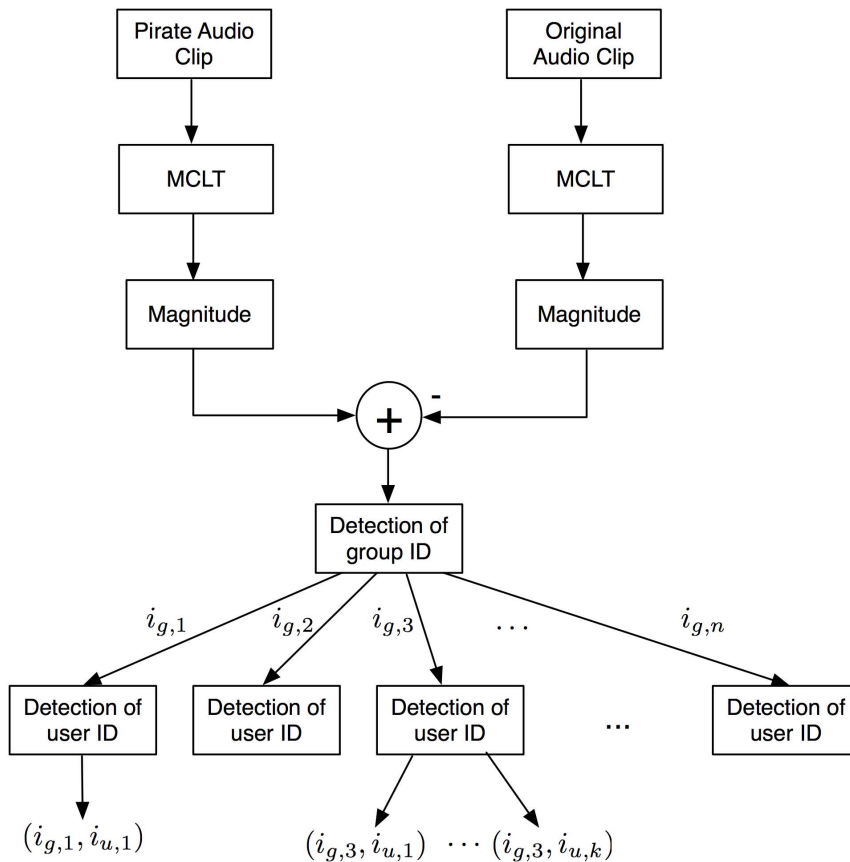 Pirate Audio
Clip
Original
Audio Clip
MCLT
MCLT
Magnitude
Magnitude
-
+
Detection of
group ID
i_{g,1}
i_{g,2}
i_{g,3}
...
i_{g,n}
Detection of
user ID
Detection of
user ID
Detection of
user ID
...
Detection of
user ID
(i_{g,1}, i_{u,1})
(i_{g,3}, i_{u,1}) ... (i_{g,3}, i_{u,k})